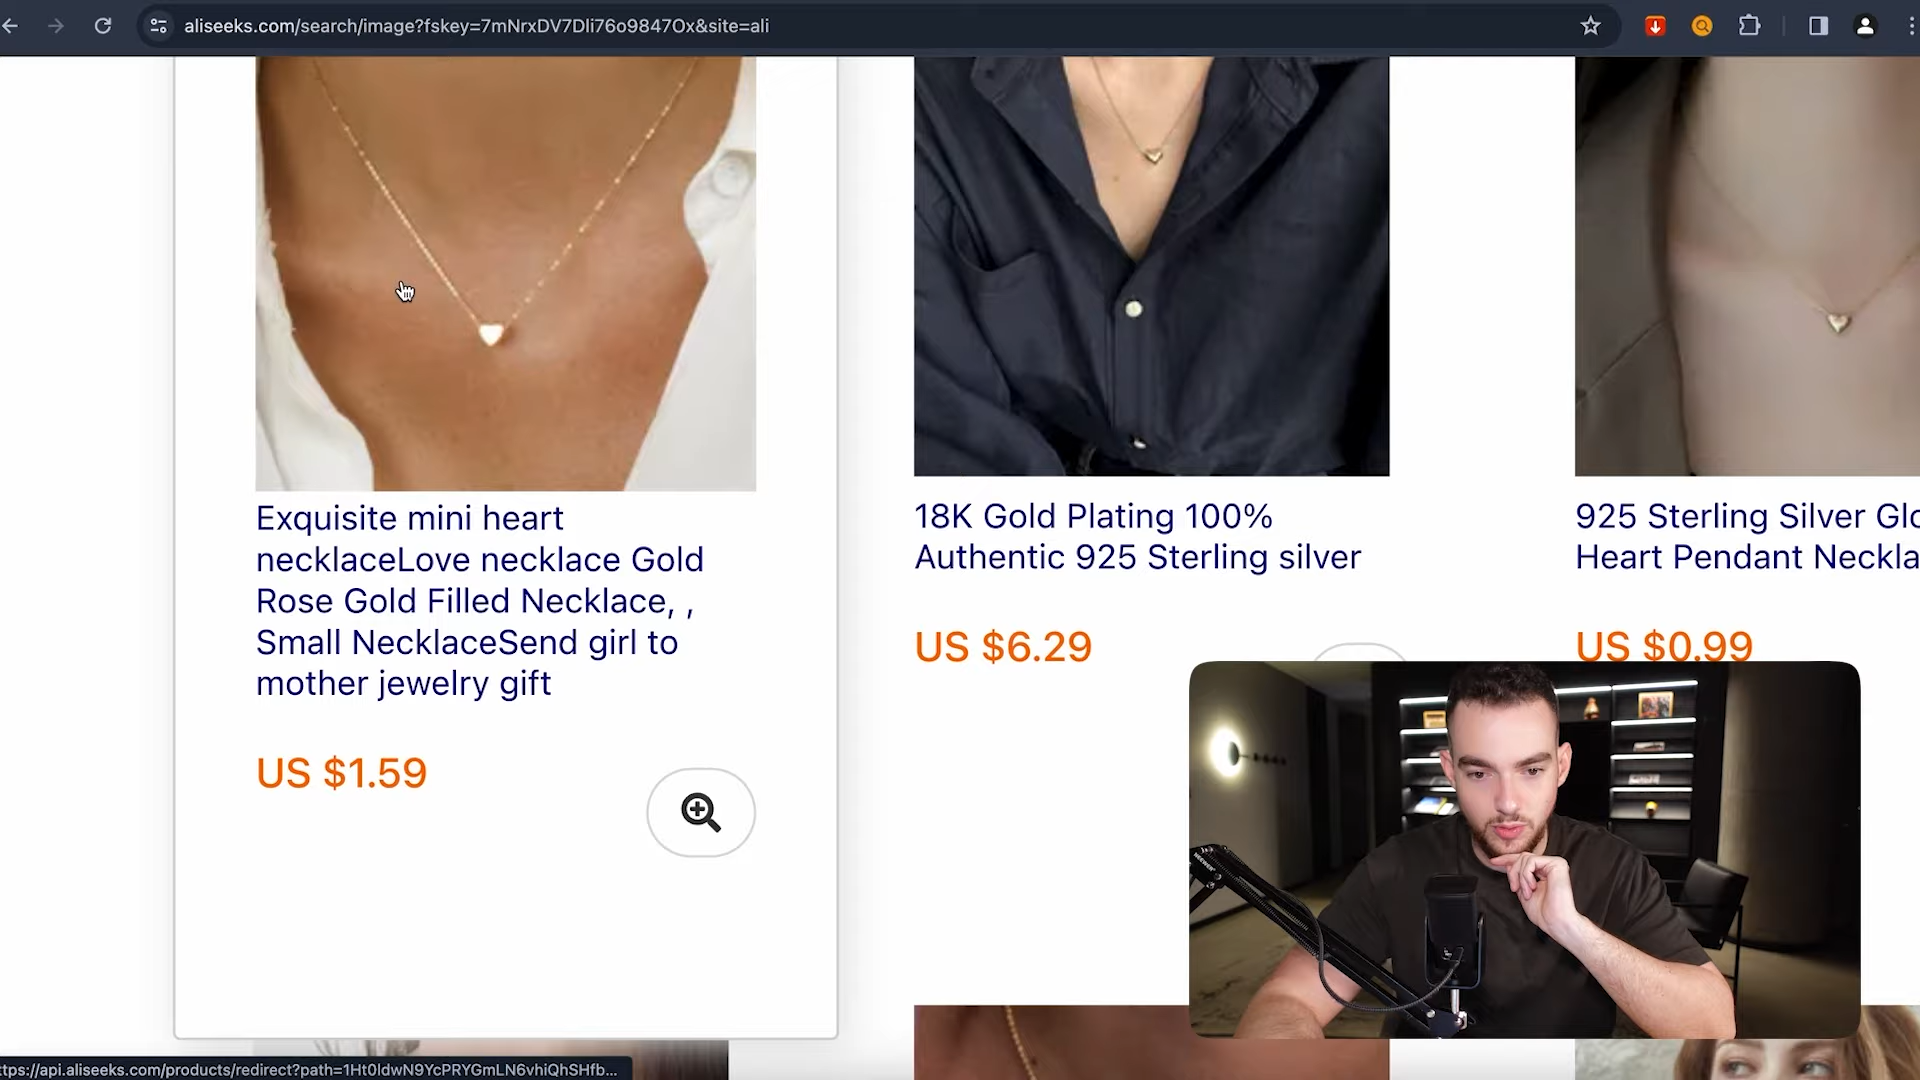 aliseeks.com/search/image?fskey=7mNrxDV7Dli76o9847Ox&site=ali
Exquisite mini heart
necklaceLove necklace Gold
Rose Gold Filled Necklace, ,
Small NecklaceSend girl to
mother jewelry gift
US $1.59
18K Gold Plating 100%
Authentic 925 Sterling silver
US $6.29
925 Sterling Silver Glo
Heart Pendant Neckla
US $0.99
NEEWER
ttps://api.aliseeks.com/products/redirect?path=1Ht0ldwN9YcPRYGmLN6vhiQhSHfb...